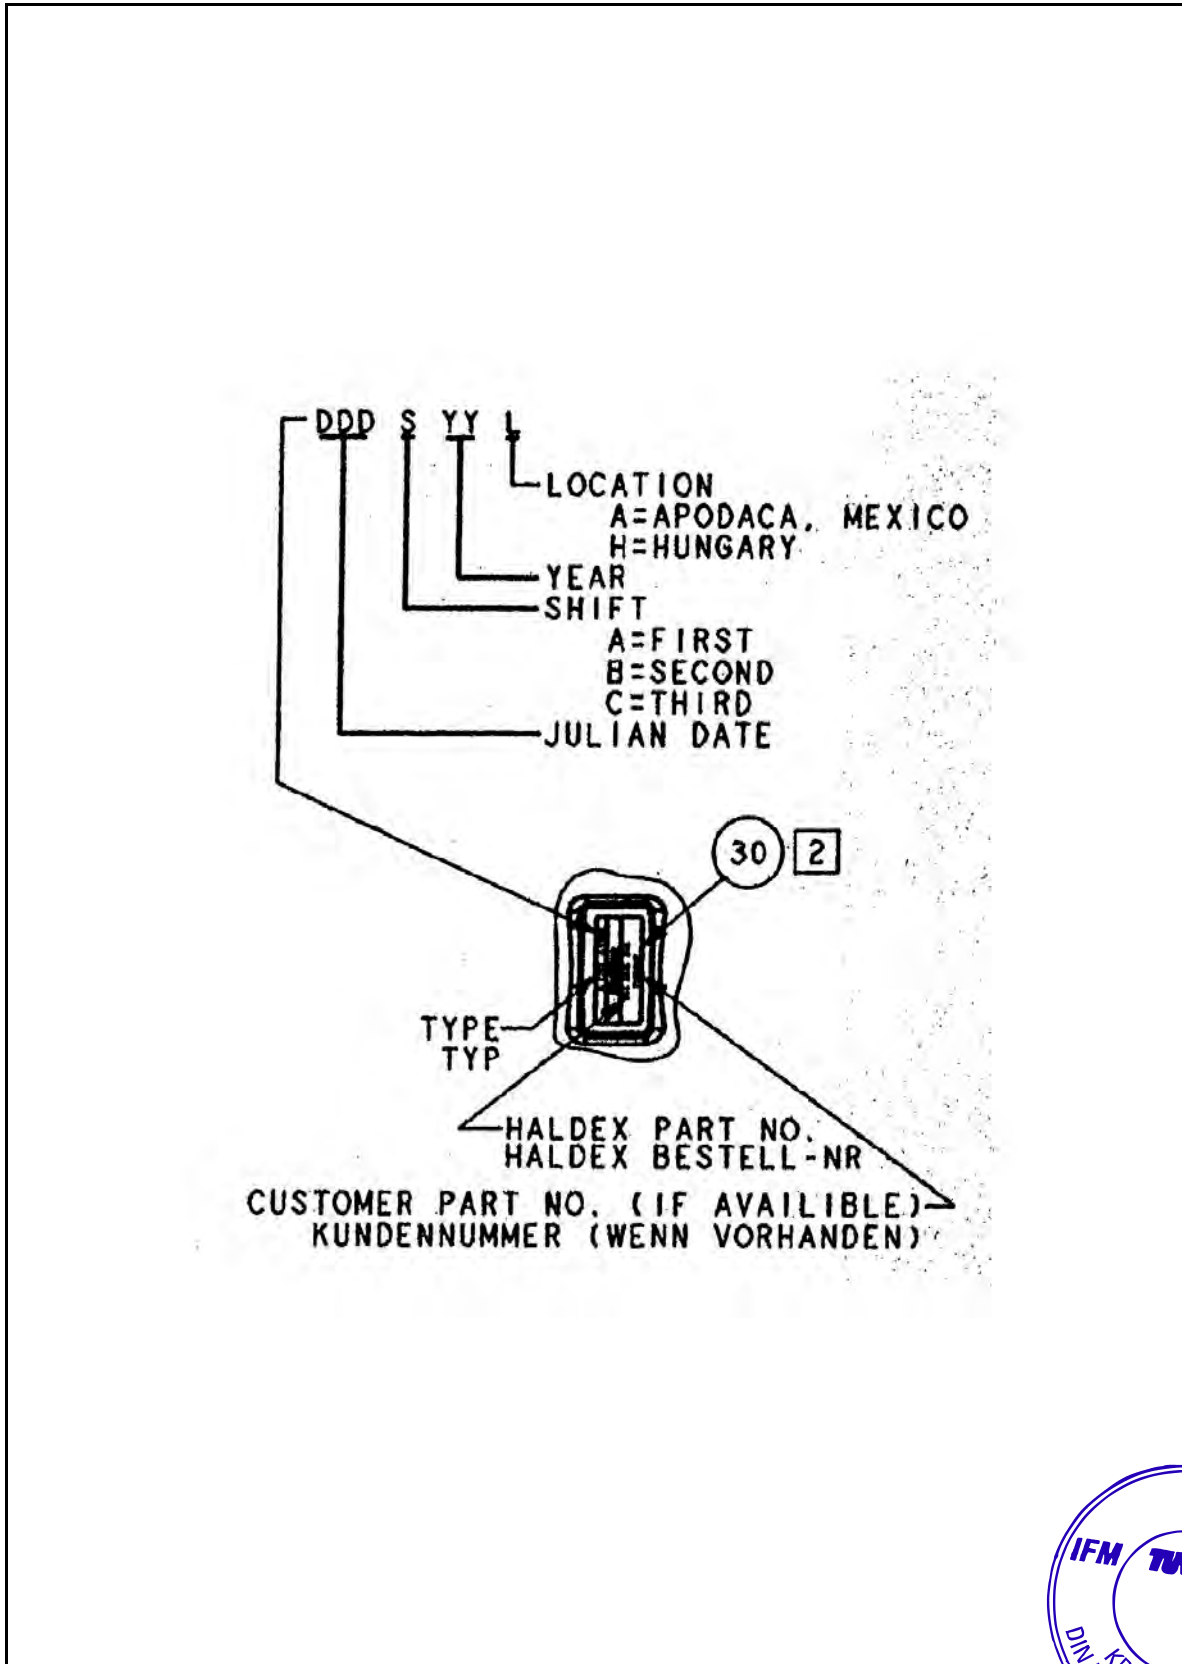 DDD S YY L
LOCATION
A=APODACA, MEXICO
H=HUNGARY
YEAR
SHIFT
A=FIRST
B=SECOND
C=THIRD
JULIAN DATE
30 2
TYPE
TYP
HALDEX PART NO.
HALDEX BESTELL-NR
CUSTOMER PART NO. (IF AVAILIBLE)
KUNDENNUMMER (WENN VORHANDEN)
IFM
DIN